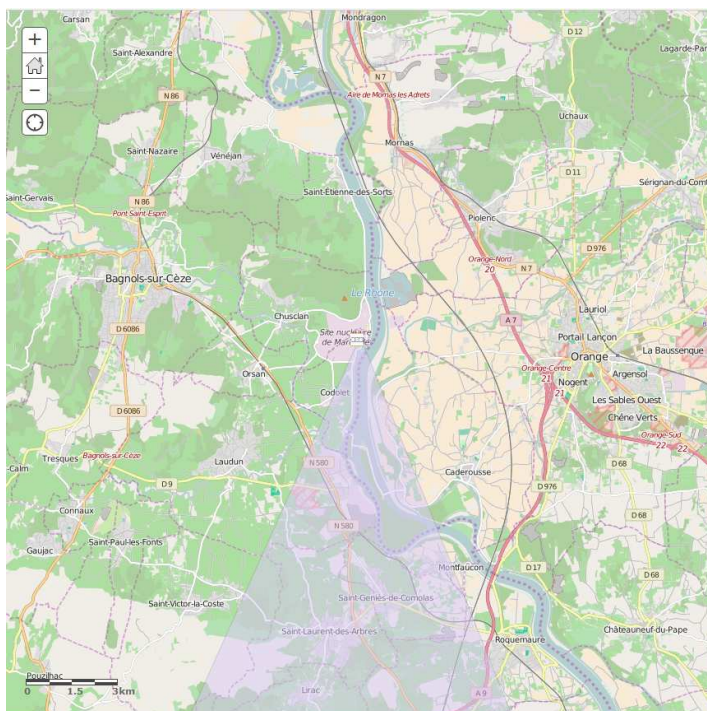 Carsan
Mondragon
D 12
Saint-Alexandre
Lagarde-Par
N 7
N 86
Aire de Mornas les Adrets
Uchaux
Mornas
Saint-Nazaire
Vénéjan
D 11
Saint-Étienne-des-Sorts
Sérignan-du-Comt
Saint-Gervais
N 86
Pont Saint-Esprit
Piolenc
D 976
Orange-Nord
20
N 7
Bagnols-sur-Cèze
Le Rhône
Chusclan
Lauriol
A 7
D 6086
Site nucléaire
de Mar
Portail Lançon
La Baussenque
Orange
Orsan
Orange-Centre
21
Argensol
Nogent
21
Codolet
Les Sables Ouest
D 6086
Chêne Verts
Orange-Sud
22
22
Tresques
Bagnols-sur-Cèze
-Calm
Laudun
N 580
D 68
Caderousse
D 9
D 976
Connaux
D 68
N 580
Saint-Paul-les-Fonts
Gaujac
Montfaucon
D 17
D 68
Saint-Victor-la-Coste
Saint-Geniès-de-Comolas
Saint-Laurent-des-Arbres
Châteauneuf-du-Pape
Roquemaure
Pouzilhac
0 1.5 3km
Lirac
A 9